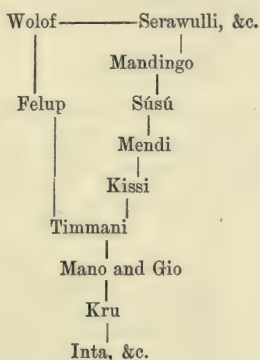 Wolof Serawulli, &c.
Mandingo
Felup Súsú
Mendi
Kissi
Timmani
Mano and Gio
Kru
Inta, &c.